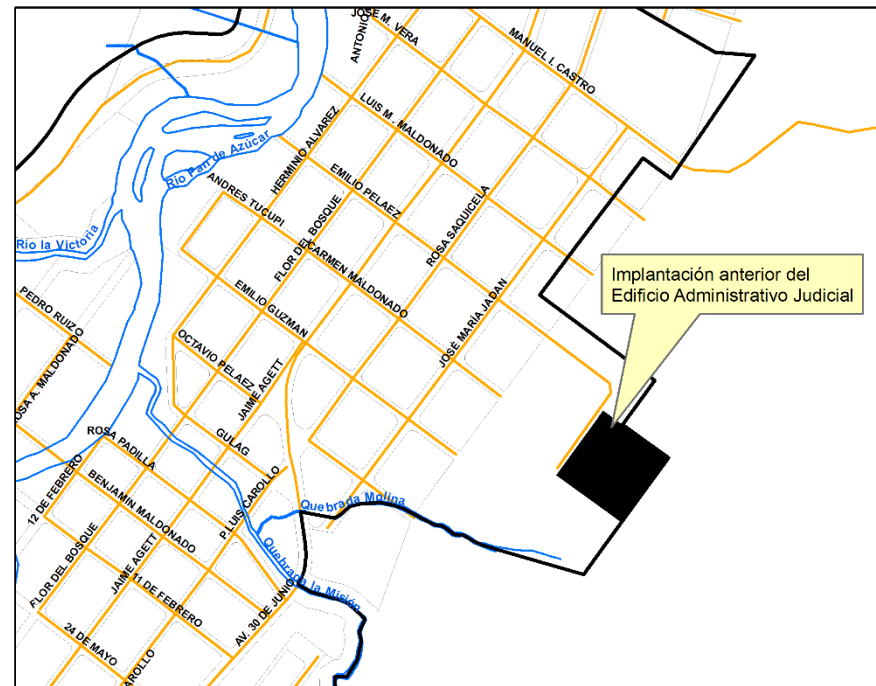 JOSE M. VERA
ANTONIO
MANUEL I. CASTRO
LUIS M. MALDONADO
HERMINIO ALVAREZ
Río Pan de Azúcar
EMILIO PELAEZ
ANDRES TUCUPI
FLOR DEL BOSQUE
ROSA SAQUICELA
Río la Victoria
CARMEN MALDONADO
Implantación anterior del
Edificio Administrativo Judicial
EMILIO GUZMAN
PEDRO RUIZO
JOSÉ MARÍA JADAN
OCTAVIO PELAEZ
JAIME AGETT
OSA A. MALDONADO
GULAG
ROSA PADILLA
12 DE FEBRERO
BENJAMIN MALDONADO
P.LUIS CAROLLO
Quebrada Molina
Quebrada la Misión
FLOR DEL BOSQUE
JAIME AGETT
11 DE FEBRERO
AV. 30 DE JUNIO
24 DE MAYO
CAROLLO